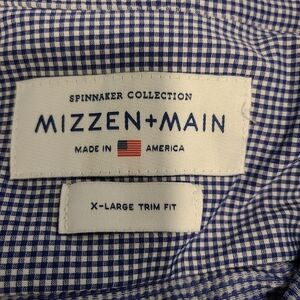 SPINNAKER COLLECTION
MIZZEN+MAIN
MADE IN AMERICA
X-LARGE TRIM FIT